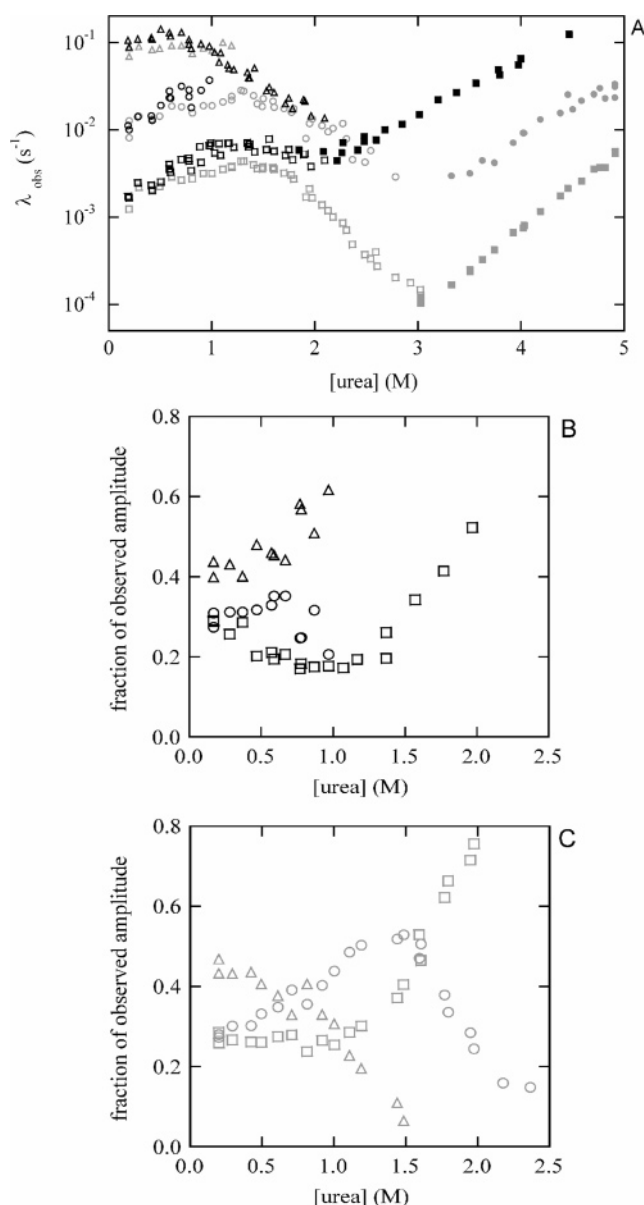 A
10⁻¹
10⁻²
10⁻³
10⁻⁴
λ obs (s⁻¹)
0 1 2 3 4 5
[urea] (M)
B
0.8
0.6
0.4
0.2
0.0
fraction of observed amplitude
0.0 0.5 1.0 1.5 2.0 2.5
[urea] (M)
C
0.8
0.6
0.4
0.2
0.0
fraction of observed amplitude
0.0 0.5 1.0 1.5 2.0 2.5
[urea] (M)